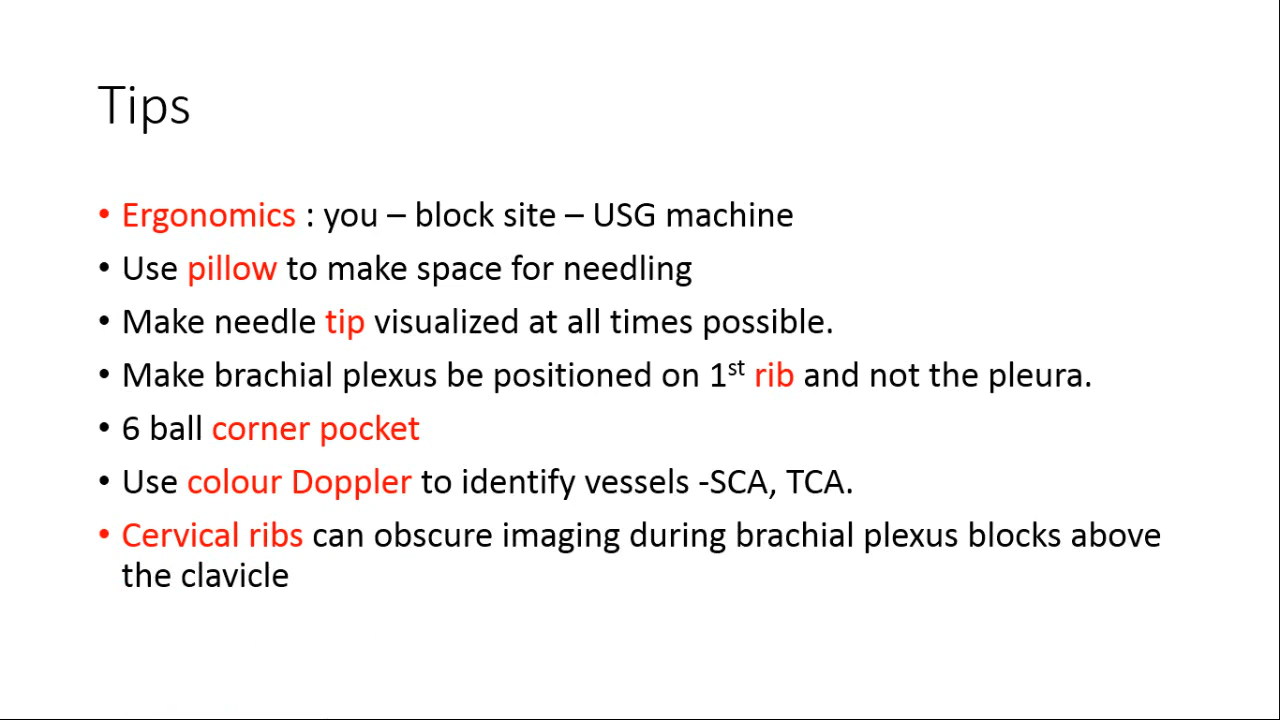 Tips
• Ergonomics : you – block site – USG machine
• Use pillow to make space for needling
• Make needle tip visualized at all times possible.
• Make brachial plexus be positioned on 1st rib and not the pleura.
• 6 ball corner pocket
• Use colour Doppler to identify vessels -SCA, TCA.
• Cervical ribs can obscure imaging during brachial plexus blocks above
the clavicle